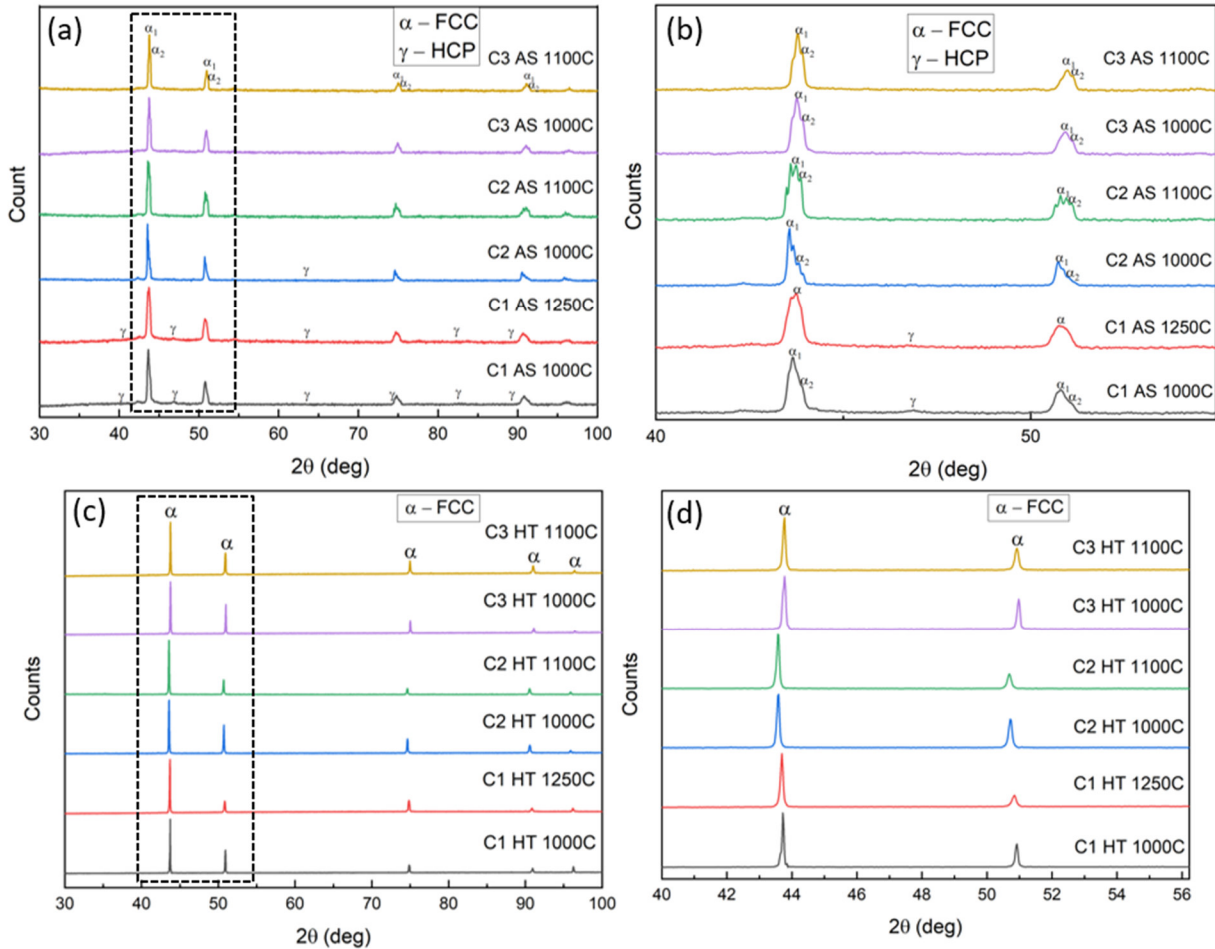 (a)
α – FCC
γ – HCP
α1
α2
α1
α2
α1
α2
α1
α2
C3 AS 1100C
C3 AS 1000C
C2 AS 1100C
γ
C2 AS 1000C
γ
γ
γ
γ
γ
C1 AS 1250C
γ
γ
γ
γ
γ
γ
C1 AS 1000C
Count
30 40 50 60 70 80 90 100
2θ (deg)
(b)
α – FCC
γ – HCP
α1
α2
α1
α2
C3 AS 1100C
α1
α2
α1
α2
C3 AS 1000C
α1
α2
α1
α2
C2 AS 1100C
α1
α2
α1
α2
C2 AS 1000C
α
γ
α
C1 AS 1250C
α1
α2
γ
α1
α2
C1 AS 1000C
Counts
40 50
2θ (deg)
(c)
α – FCC
α
α
α
α
α
C3 HT 1100C
C3 HT 1000C
C2 HT 1100C
C2 HT 1000C
C1 HT 1250C
C1 HT 1000C
Counts
30 40 50 60 70 80 90 100
2θ (deg)
(d)
α – FCC
α
α
C3 HT 1100C
C3 HT 1000C
C2 HT 1100C
C2 HT 1000C
C1 HT 1250C
C1 HT 1000C
Counts
40 42 44 46 48 50 52 54 56
2θ (deg)